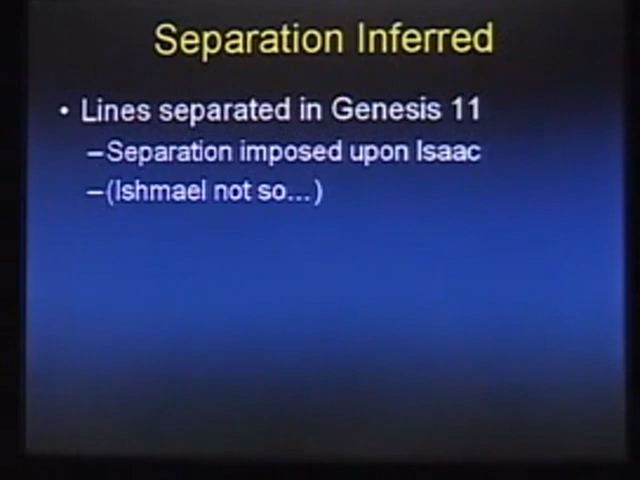 Separation Inferred
• Lines separated in Genesis 11
–Separation imposed upon Isaac
–(Ishmael not so...)